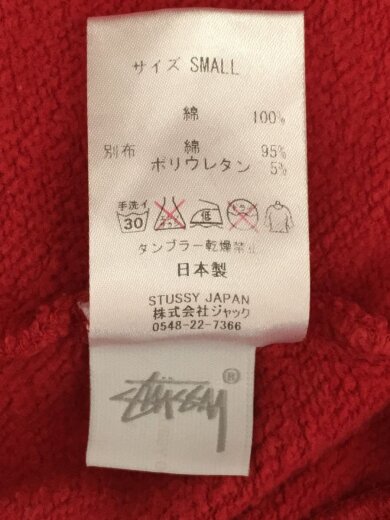 サイズ SMALL
綿 100%
別布 綿 95%
ポリウレタン 5%
手洗イ
30 低
タンブラー乾燥禁止
日本製
STUSSY JAPAN
株式会社ジャック
0548-22-7366
STÜSSY ®